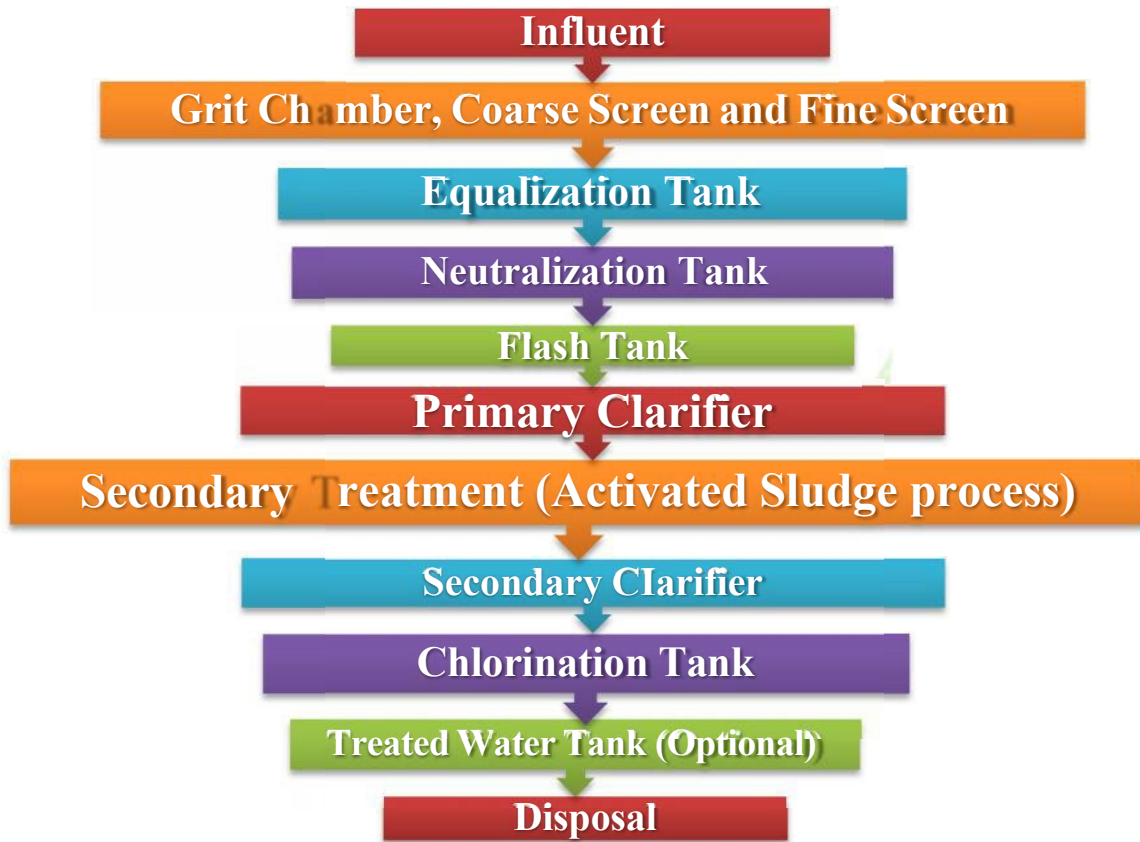 Influent
Grit Chamber, Coarse Screen and Fine Screen
Equalization Tank
Neutralization Tank
Flash Tank
Primary Clarifier
Secondary Treatment (Activated Sludge process)
Secondary Clarifier
Chlorination Tank
Treated Water Tank (Optional)
Disposal